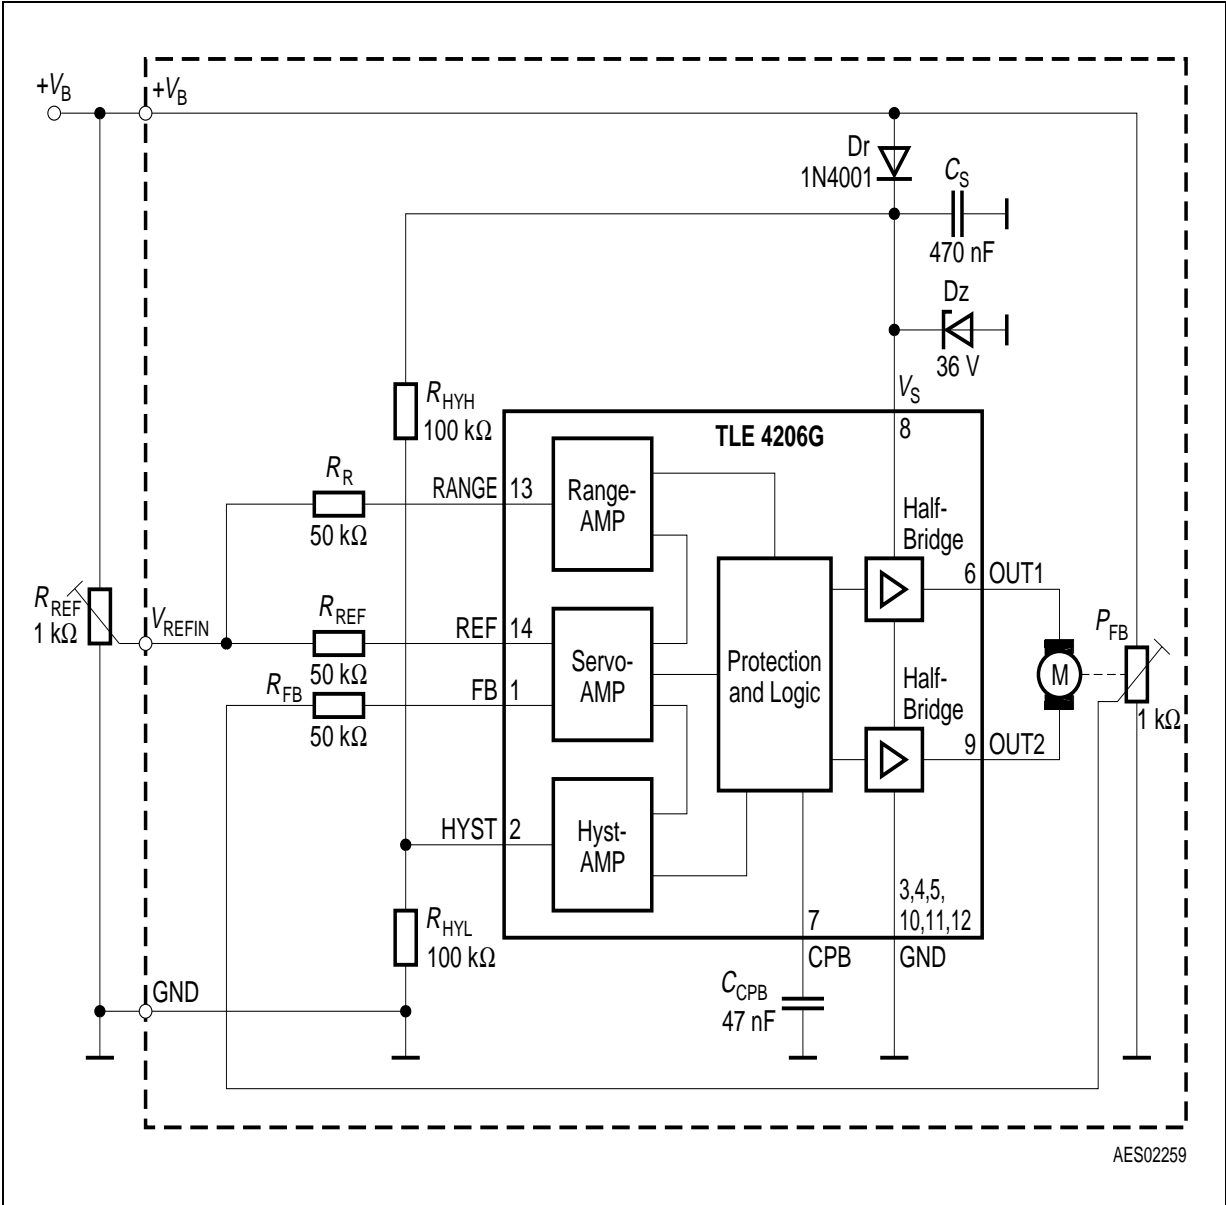 +VB
+VB
Dr
1N4001
CS
470 nF
Dz
36 V
VS
8
RHYH
100 kΩ
TLE 4206G
RR
50 kΩ
RANGE
13
Range-
AMP
Half-
Bridge
6
OUT1
RREF
1 kΩ
VREFIN
RREF
50 kΩ
REF
14
Servo-
AMP
Protection
and Logic
M
PFB
1 kΩ
RFB
50 kΩ
FB
1
Half-
Bridge
9
OUT2
HYST
2
Hyst-
AMP
3,4,5,
10,11,12
7
RHYL
100 kΩ
CPB
GND
GND
CCPB
47 nF
AES02259